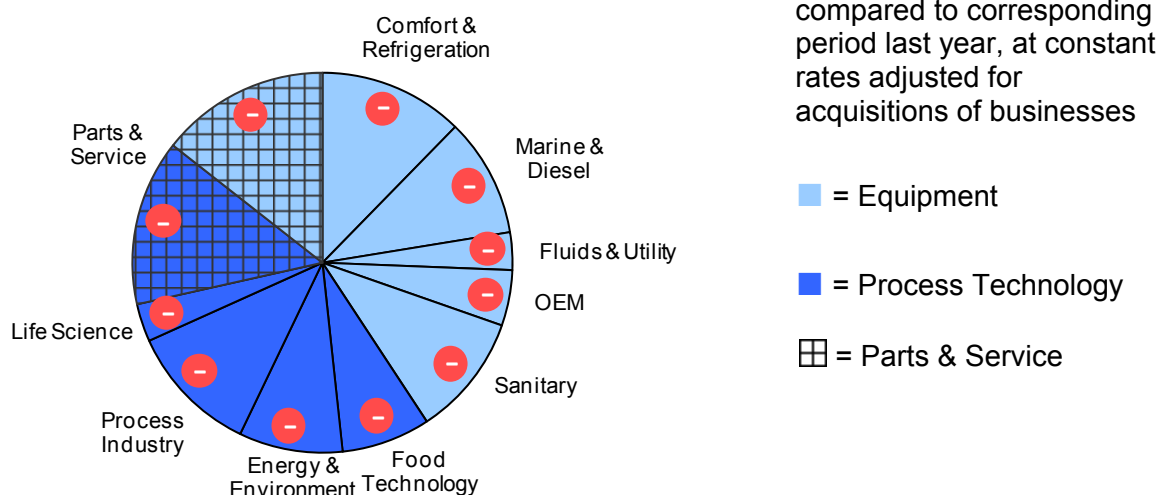 Comfort &
Refrigeration
Marine &
Diesel
Fluids & Utility
OEM
Sanitary
Food
Technology
Energy &
Environment
Process
Industry
Life Science
Parts &
Service
compared to corresponding
period last year, at constant
rates adjusted for
acquisitions of businesses
= Equipment
= Process Technology
= Parts & Service